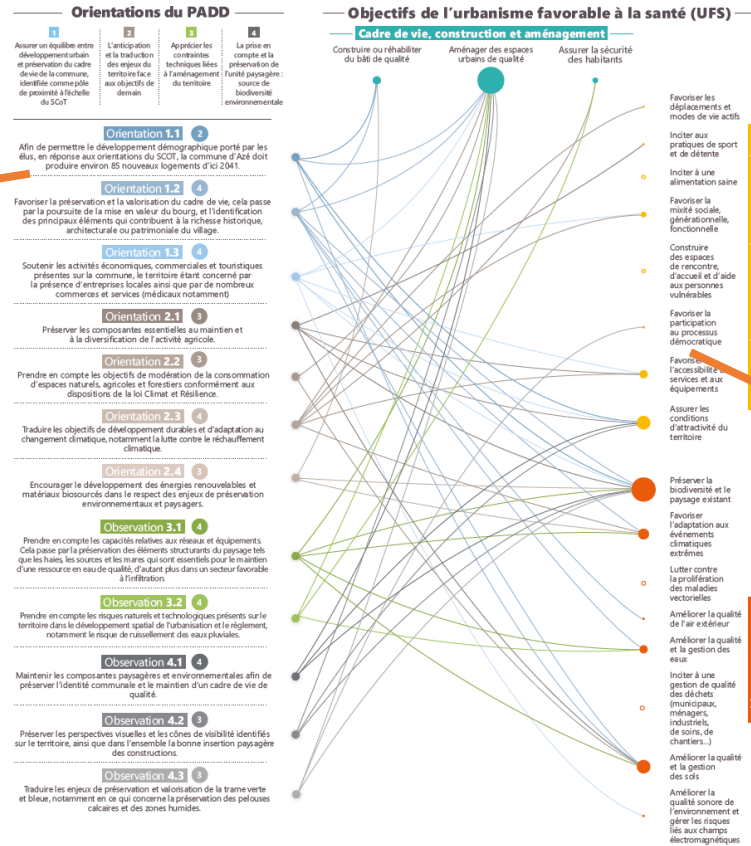 Orientations du PADD
1
Assurer un équilibre entre
développement urbain
et préservation du cadre
de vie de la commune,
identifiée comme pôle
de proximité à l'échelle
du SCoT
2
L'anticipation
et la traduction
des enjeux du
territoire face
aux objectifs de
demain
3
Apprécier les
contraintes
techniques liées
à l'aménagement
du territoire
4
La prise en
compte et la
préservation de
l'unité paysagère :
source de
biodiversité
environnementale
Orientation 1.1 2
Afin de permettre le développement démographique porté par les
élus, en réponse aux orientations du SCOT, la commune d'Azé doit
produire environ 85 nouveaux logements d'ici 2041.
Orientation 1.2 4
Favoriser la préservation et la valorisation du cadre de vie, cela passe
par la poursuite de la mise en valeur du bourg, et l'identification
des principaux éléments qui contribuent à la richesse historique,
architecturale ou patrimoniale du village.
Orientation 1.3 4
Soutenir les activités économiques, commerciales et touristiques
présentes sur la commune, le territoire étant concerné par
la présence d'entreprises locales ainsi que par de nombreux
commerces et services (médicaux notamment)
Orientation 2.1 3
Préserver les composantes essentielles au maintien et
à la diversification de l'activité agricole.
Orientation 2.2 3
Prendre en compte les objectifs de modération de la consommation
d'espaces naturels, agricoles et forestiers conformément aux
dispositions de la loi Climat et Résilience.
Orientation 2.3 4
Traduire les objectifs de développement durables et d'adaptation au
changement climatique, notamment la lutte contre le réchauffement
climatique.
Orientation 2.4 3
Encourager le développement des énergies renouvelables et
matériaux biosourcés dans le respect des enjeux de préservation
environnementaux et paysagers.
Observation 3.1 4
Prendre en compte les capacités relatives aux réseaux et équipements
Cela passe par la préservation des éléments structurants du paysage tels
que les haies, les sources et les mares qui sont essentiels pour le maintien
d'une ressource en eau de qualité, d'autant plus dans un secteur favorable
à l'infiltration.
Observation 3.2 4
Prendre en compte les risques naturels et technologiques présents sur le
territoire dans le développement spatial de l'urbanisation et le règlement,
notamment le risque de ruissellement des eaux pluviales.
Observation 4.1 4
Maintenir les composantes paysagères et environnementales afin de
préserver l'identité communale et le maintien d'un cadre de vie de
qualité.
Observation 4.2 3
Préserver les perspectives visuelles et les cônes de visibilité identifiés
sur le territoire, ainsi que dans l'ensemble la bonne insertion paysagère
des constructions.
Observation 4.3 3
Traduire les enjeux de préservation et valorisation de la trame verte
et bleue, notamment en ce qui concerne la préservation des pelouses
calcaires et des zones humides.
Objectifs de l'urbanisme favorable à la santé (UFS)
Cadre de vie, construction et aménagement
Construire ou réhabiliter
du bâti de qualité
Aménager des espaces
urbains de qualité
Assurer la sécurité
des habitants
Favoriser les
déplacements et
modes de vie actifs
Inciter aux
pratiques de sport
et de détente
Inciter à une
alimentation saine
Favoriser la
mixité sociale,
générationnelle,
fonctionnelle
Construire
des espaces
de rencontre,
d'accueil et d'aide
aux personnes
vulnérables
Favoriser la
participation
au processus
démocratique
Favoriser
l'accessibilité
services et aux
équipements
Assurer les
conditions
d'attractivité du
territoire
Préserver la
biodiversité et le
paysage existant
Favoriser
l'adaptation aux
événements
climatiques
extrêmes
Lutter contre
la prolifération
des maladies
vectorielles
Améliorer la qualité
de l'air extérieur
Améliorer la qualité
et la gestion des
eaux
Inciter à une
gestion de qualité
des déchets
(municipaux,
ménagers,
industriels,
de soins, de
chantiers...)
Améliorer la qualité
et la gestion
des sols
Améliorer la
qualité sonore de
l'environnement et
gérer les risques
liés aux champs
électromagnétiques